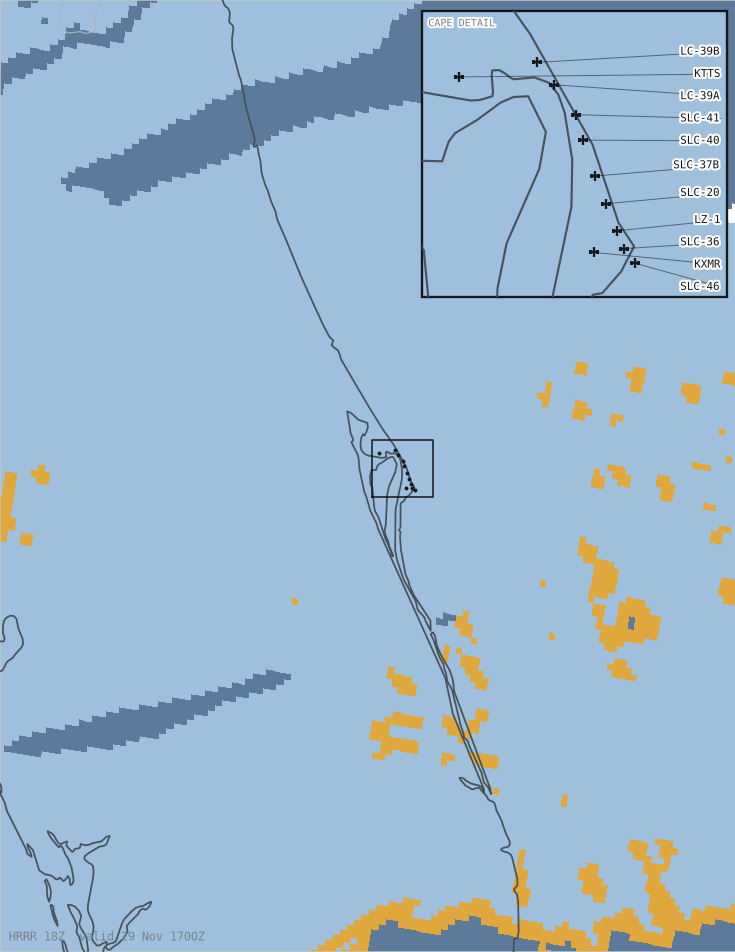 CAPE DETAIL
LC-39B
KTTS
LC-39A
SLC-41
SLC-40
SLC-37B
SLC-20
LZ-1
SLC-36
KXMR
SLC-46
HRRR 18Z valid 29 Nov 1700Z